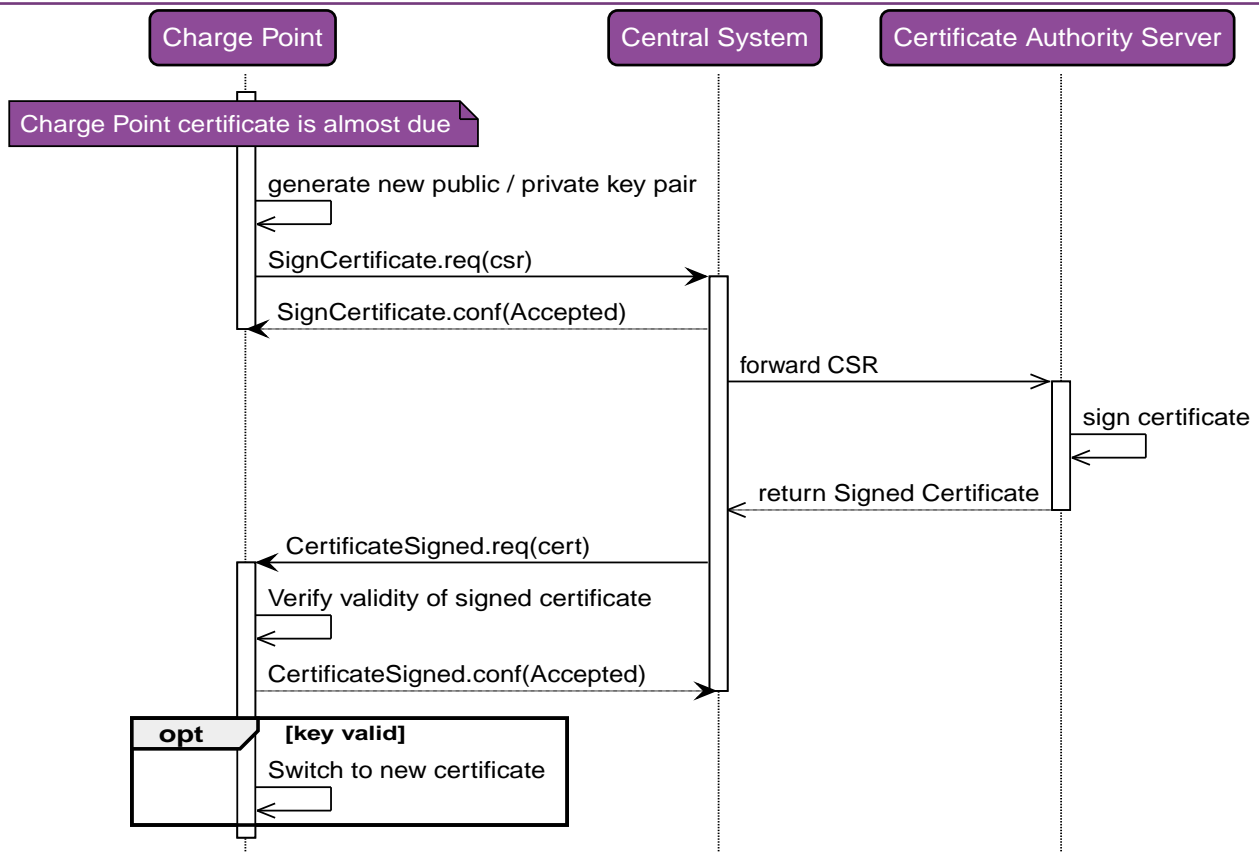 Charge Point
Central System
Certificate Authority Server
Charge Point certificate is almost due
generate new public / private key pair
SignCertificate.req(csr)
SignCertificate.conf(Accepted)
forward CSR
sign certificate
return Signed Certificate
CertificateSigned.req(cert)
Verify validity of signed certificate
CertificateSigned.conf(Accepted)
opt
[key valid]
Switch to new certificate